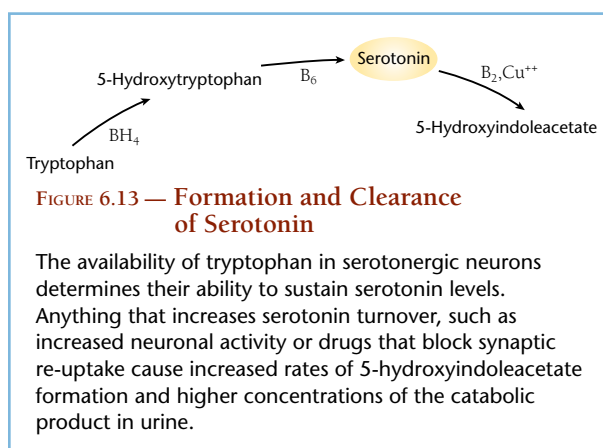 Serotonin
B₂,Cu⁺⁺
5-Hydroxytryptophan
B₆
5-Hydroxyindoleacetate
BH₄
Tryptophan
FIGURE 6.13 — Formation and Clearance
of Serotonin
The availability of tryptophan in serotonergic neurons
determines their ability to sustain serotonin levels.
Anything that increases serotonin turnover, such as
increased neuronal activity or drugs that block synaptic
re-uptake cause increased rates of 5-hydroxyindoleacetate
formation and higher concentrations of the catabolic
product in urine.